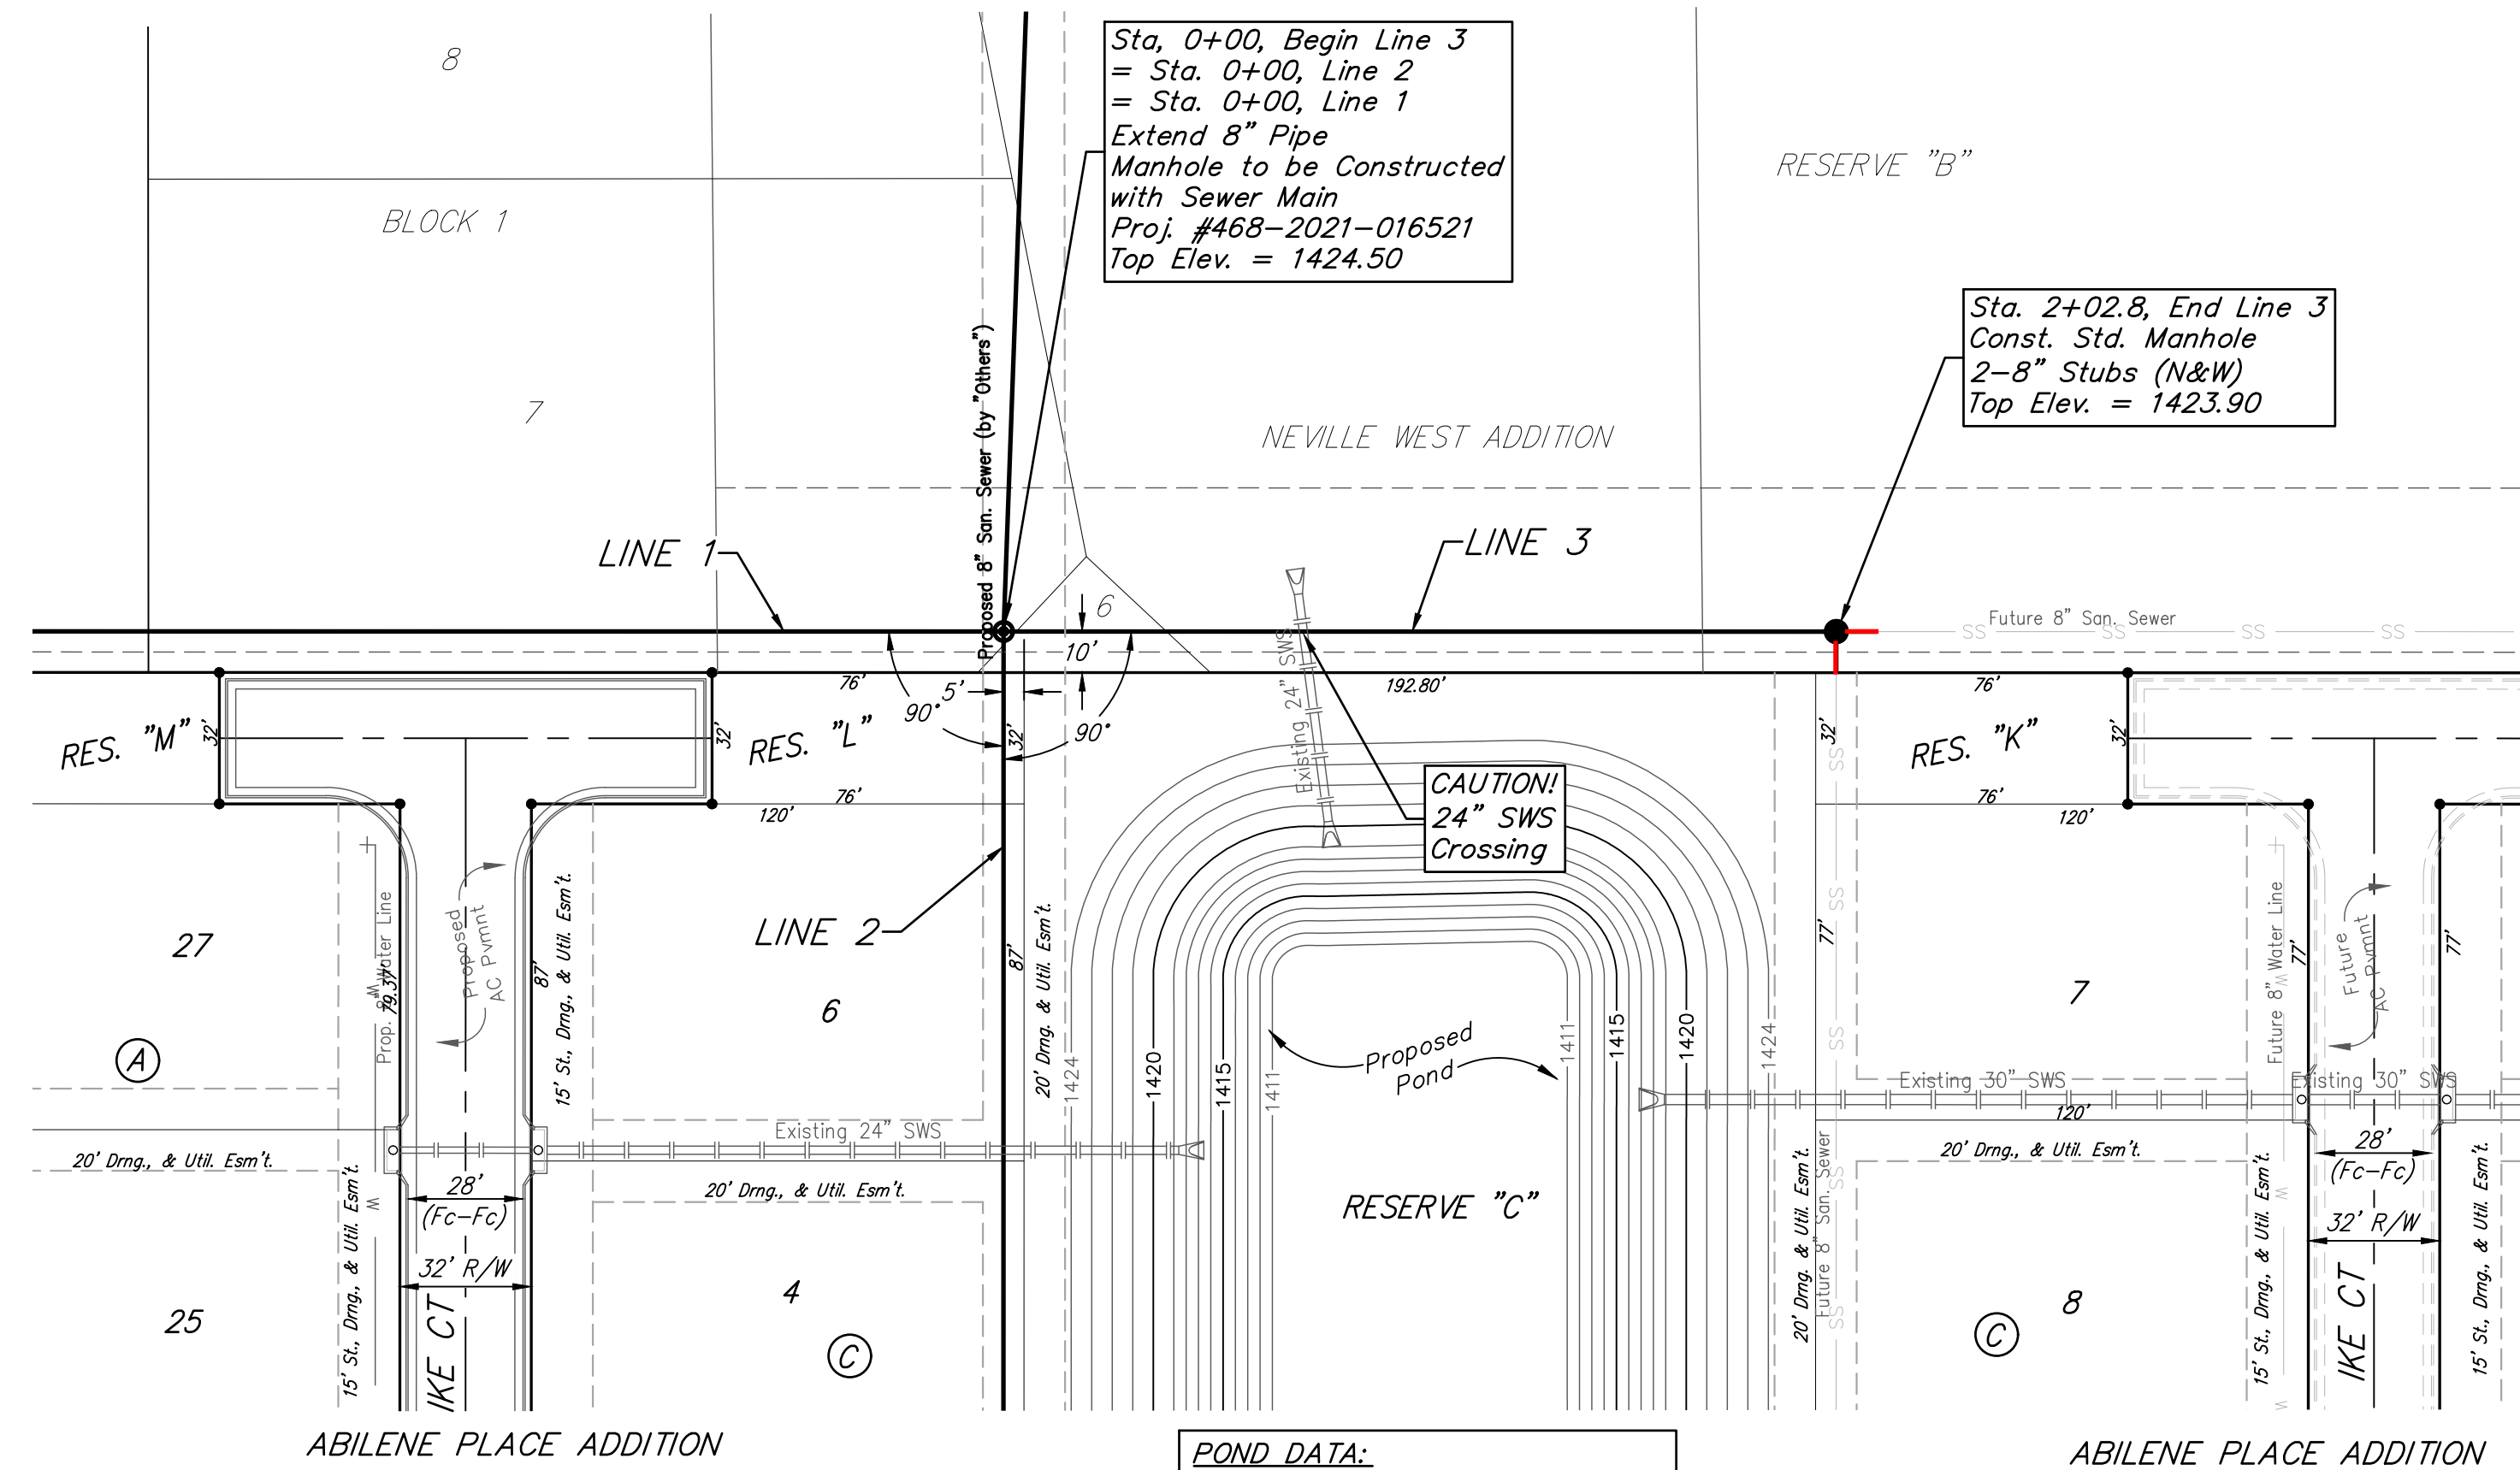 8
BLOCK 1
7
Sta, 0+00, Begin Line 3
= Sta. 0+00, Line 2
= Sta. 0+00, Line 1
Extend 8" Pipe
Manhole to be Constructed
with Sewer Main
Proj. #468-2021-016521
Top Elev. = 1424.50
RESERVE "B"
Sta. 2+02.8, End Line 3
Const. Std. Manhole
2-8" Stubs (N&W)
Top Elev. = 1423.90
NEVILLE WEST ADDITION
Proposed 8" San. Sewer (by "Others")
LINE 1
LINE 3
6
10'
Future 8" San. Sewer
SS
SS
SS
SS
76'
5'
90°
90°
192.80'
76'
RES. "M"
32'
32'
RES. "L"
32'
Existing 24" SWS
32'
RES. "K"
32'
CAUTION!
24" SWS
Crossing
76'
120'
76'
120'
LINE 2
27
Prop. 8" Water Line
W
79.37'
Proposed
AC Pvmnt
87'
15' St., Drng., & Util. Esm't.
6
87'
20' Drng. & Util. Esm't.
1424
1420
1415
1411
Proposed
Pond
1411
1415
1420
1424
SS
SS
SS
SS
SS
77'
7
Future 8" Water Line
W
77'
Future
AC Pvmnt
77'
A
Existing 24" SWS
Existing 30" SWS
Existing 30" SWS
120'
20' Drng., & Util. Esm't.
20' Drng., & Util. Esm't.
20' Drng., & Util. Esm't.
28'
(Fc-Fc)
32' R/W
28'
(Fc-Fc)
32' R/W
RESERVE "C"
15' St., Drng., & Util. Esm't.
W
20' Drng. & Util. Esm't.
Future 8" San. Sewer
15' St., Drng., & Util. Esm't.
W
W
15' St., Drng., & Util. Esm't.
25
4
8
C
C
IKE CT
IKE CT
ABILENE PLACE ADDITION
POND DATA:
ABILENE PLACE ADDITION